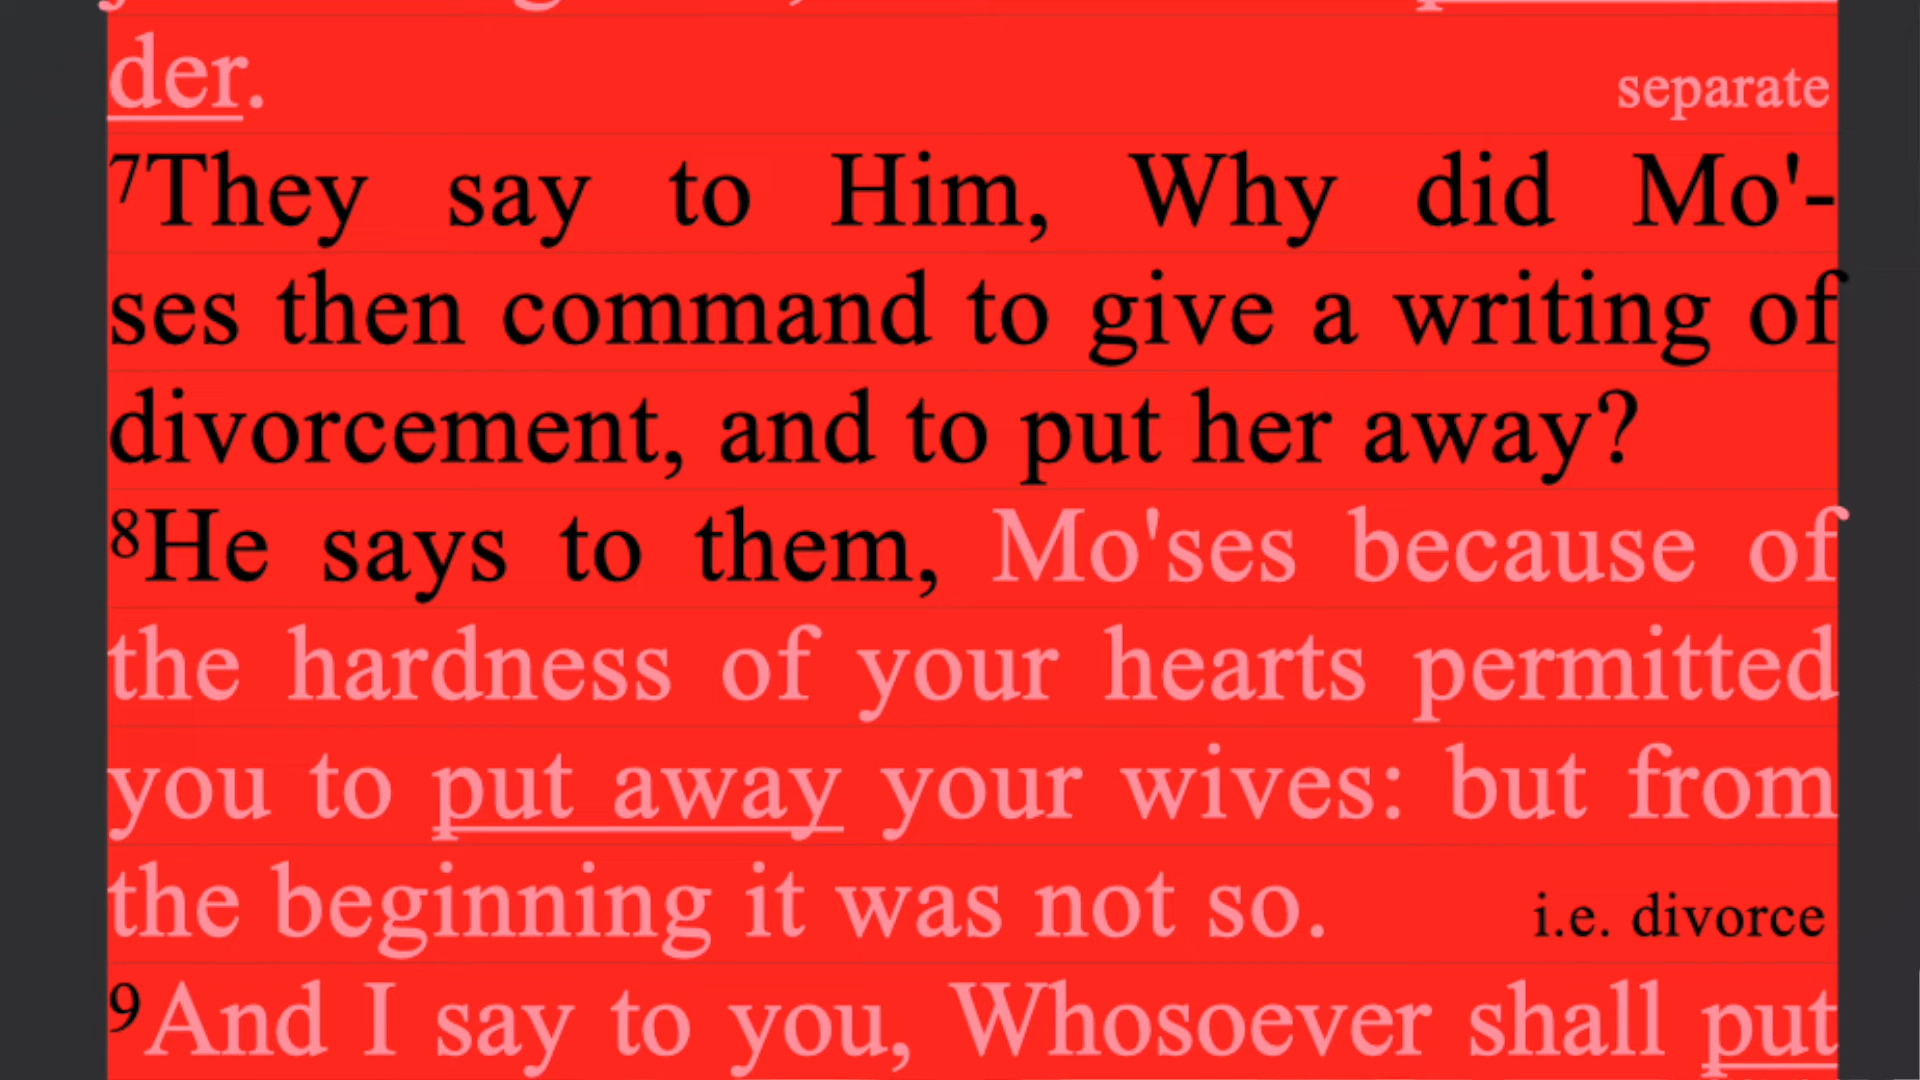 der. separate
7They say to Him, Why did Mo'-
ses then command to give a writing of
divorcement, and to put her away?
8He says to them, Mo'ses because of
the hardness of your hearts permitted
you to put away your wives: but from
the beginning it was not so. i.e. divorce
9And I say to you, Whosoever shall put